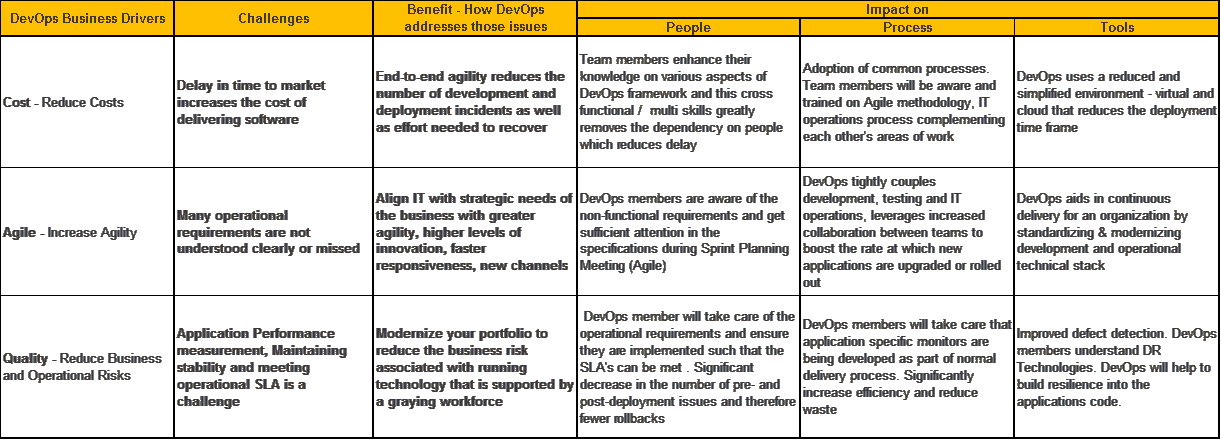 DevOps Business Drivers
Challenges
Benefit - How DevOps
addresses those issues
Impact on
People
Process
Tools
Cost - Reduce Costs
Delay in time to market
increases the cost of
delivering software
End-to-end agility reduces the
number of development and
deployment incidents as well
as effort needed to recover
Team members enhance their
knowledge on various aspects of
DevOps framework and this cross
functional / multi skills greatly
removes the dependency on people
which reduces delay
Adoption of common processes.
Team members will be aware and
trained on Agile methodology, IT
operations process complementing
each other's areas of work
DevOps uses a reduced and
simplified environment - virtual and
cloud that reduces the deployment
time frame
Agile - Increase Agility
Many operational
requirements are not
understood clearly or missed
Align IT with strategic needs of
the business with greater
agility, higher levels of
innovation, faster
responsiveness, new channels
DevOps members are aware of the
non-functional requirements and get
sufficient attention in the
specifications during Sprint Planning
Meeting (Agile)
DevOps tightly couples
development, testing and IT
operations, leverages increased
collaboration between teams to
boost the rate at which new
applications are upgraded or rolled
out
DevOps aids in continuous
delivery for an organization by
standardizing & modernizing
development and operational
technical stack
Quality - Reduce Business
and Operational Risks
Application Performance
measurement, Maintaining
stability and meeting
operational SLA is a
challenge
Modernize your portfolio to
reduce the business risk
associated with running
technology that is supported by
a graying workforce
DevOps member will take care of the
operational requirements and ensure
they are implemented such that the
SLA's can be met . Significant
decrease in the number of pre- and
post-deployment issues and therefore
fewer rollbacks
DevOps members will take care that
application specific monitors are
being developed as part of normal
delivery process. Significantly
increase efficiency and reduce
waste
Improved defect detection. DevOps
members understand DR
Technologies. DevOps will help to
build resilience into the
applications code.